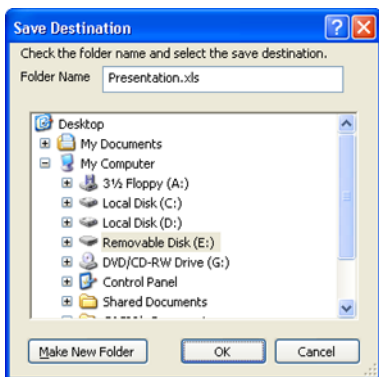 Save Destination
Check the folder name and select the save destination.
Folder Name Presentation.xls
Desktop
My Documents
My Computer
3½ Floppy (A:)
Local Disk (C:)
Local Disk (D:)
Removable Disk (E:)
DVD/CD-RW Drive (G:)
Control Panel
Shared Documents
Make New Folder OK Cancel